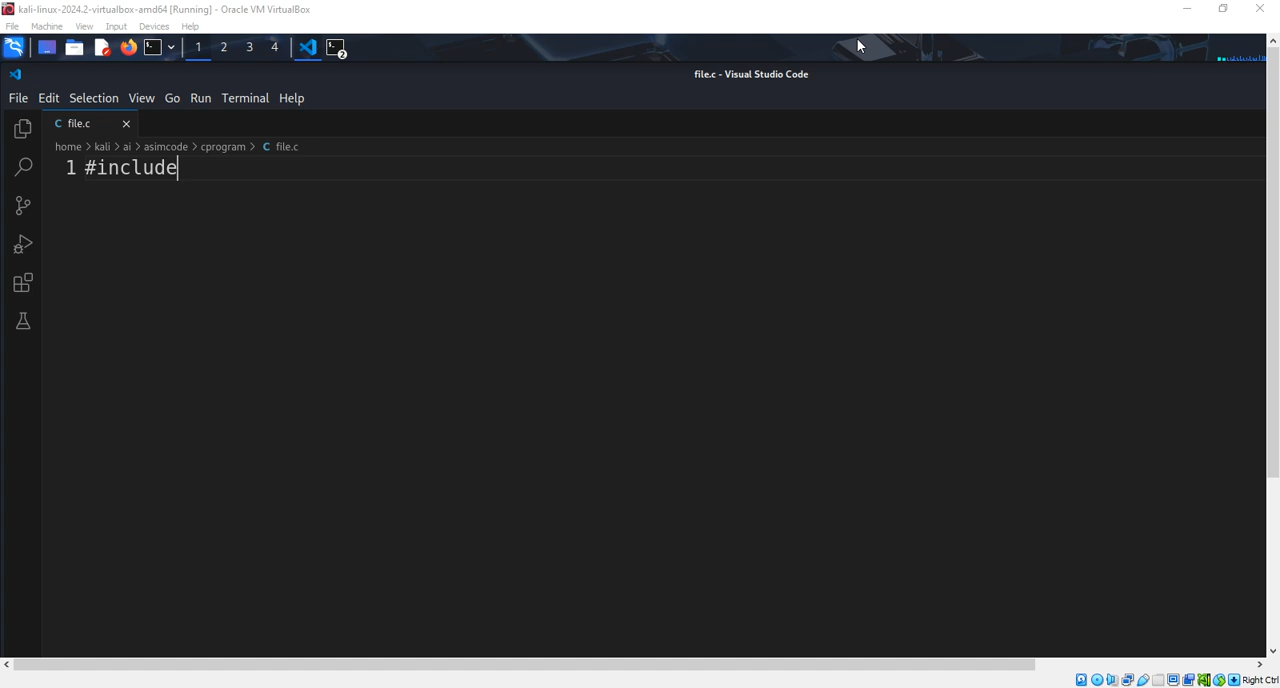 kali-linux-2024.2-virtualbox-amd64 [Running] - Oracle VM VirtualBox
File Machine View Input Devices Help
1 2 3 4 2
file.c - Visual Studio Code
File Edit Selection View Go Run Terminal Help
C file.c ×
home > kali > ai > asimcode > cprogram > C file.c
1 #include
Right Ctrl